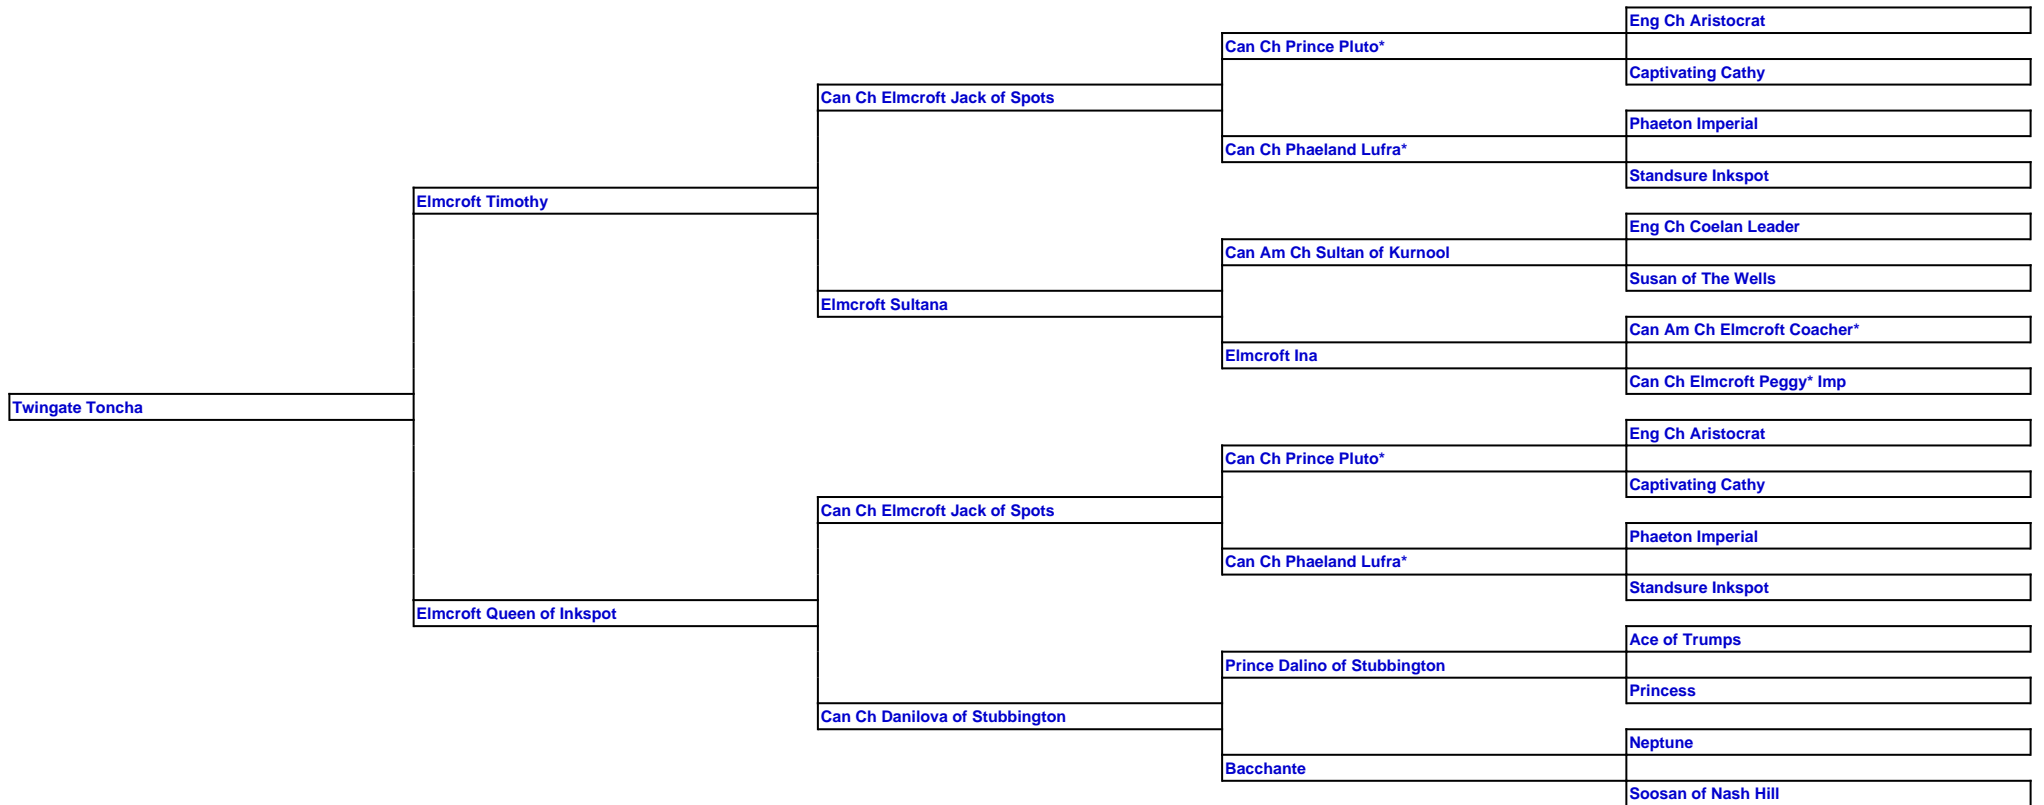 Eng Ch Aristocrat
Can Ch Prince Pluto*
Captivating Cathy
Can Ch Elmcroft Jack of Spots
Phaeton Imperial
Can Ch Phaeland Lufra*
Standsure Inkspot
Elmcroft Timothy
Eng Ch Coelan Leader
Can Am Ch Sultan of Kurnool
Susan of The Wells
Elmcroft Sultana
Can Am Ch Elmcroft Coacher*
Elmcroft Ina
Can Ch Elmcroft Peggy* Imp
Twingate Toncha
Eng Ch Aristocrat
Can Ch Prince Pluto*
Captivating Cathy
Can Ch Elmcroft Jack of Spots
Phaeton Imperial
Can Ch Phaeland Lufra*
Standsure Inkspot
Elmcroft Queen of Inkspot
Ace of Trumps
Prince Dalino of Stubbington
Princess
Can Ch Danilova of Stubbington
Neptune
Bacchante
Soosan of Nash Hill